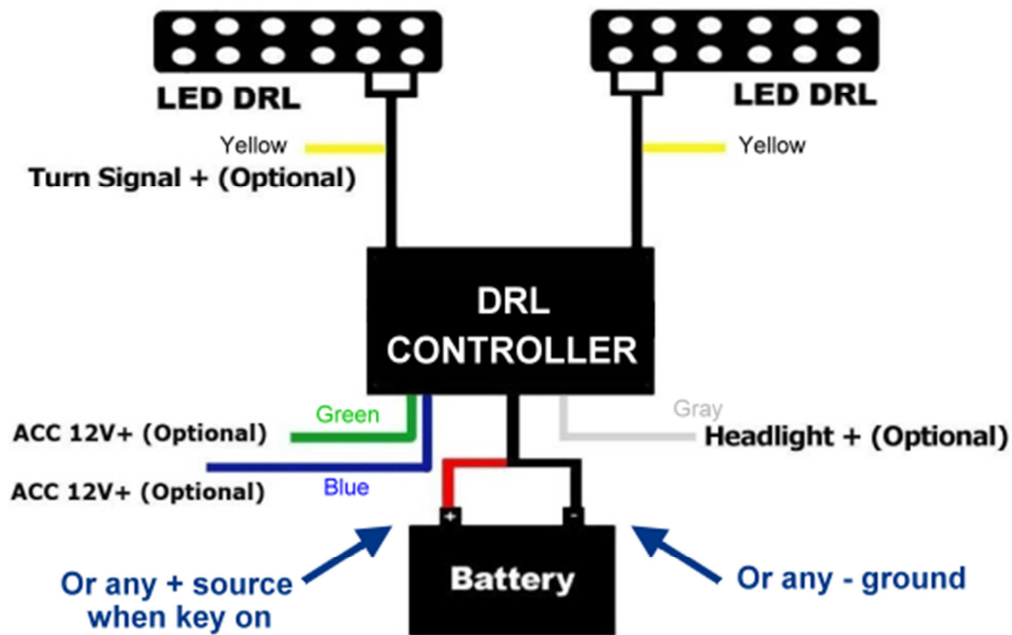 LED DRL
LED DRL
Yellow
Yellow
Turn Signal + (Optional)
DRL
CONTROLLER
Green
Gray
ACC 12V+ (Optional)
Headlight + (Optional)
ACC 12V+ (Optional)
Blue
+
-
Battery
Or any + source
when key on
Or any - ground